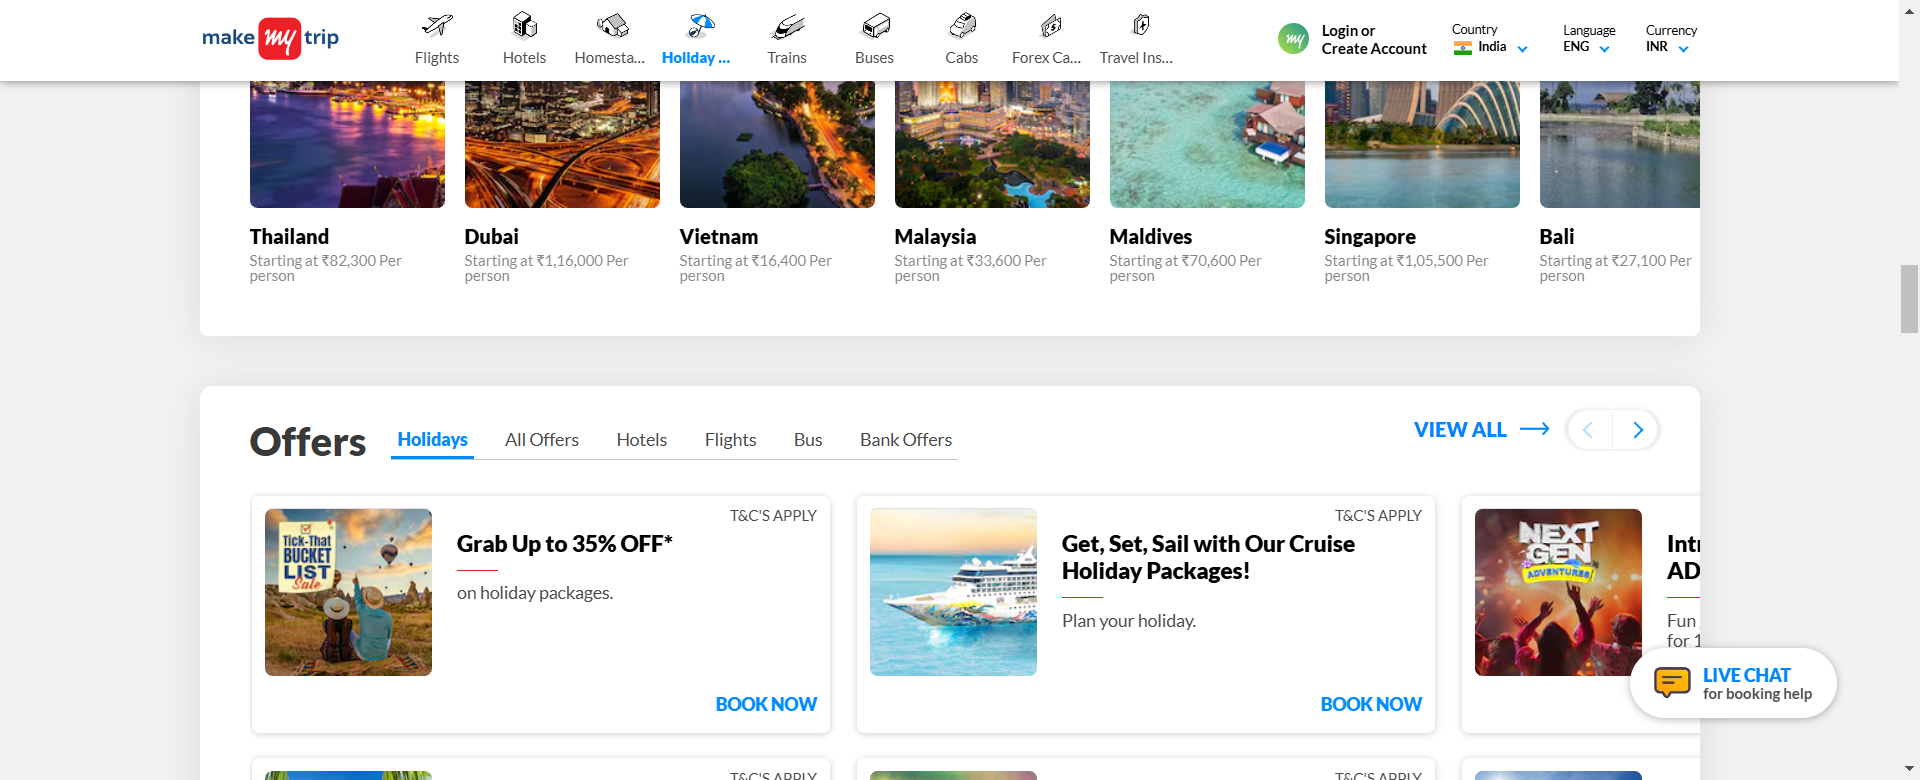 make my trip
Flights
Hotels
Homesta...
Holiday ...
Trains
Buses
Cabs
Forex Ca...
Travel Ins...
my
Login or
Create Account
Country
India
Language
ENG
Currency
INR
Thailand
Starting at ₹82,300 Per
person
Dubai
Starting at ₹1,16,000 Per
person
Vietnam
Starting at ₹16,400 Per
person
Malaysia
Starting at ₹33,600 Per
person
Maldives
Starting at ₹70,600 Per
person
Singapore
Starting at ₹1,05,500 Per
person
Bali
Starting at ₹27,100 Per
person
Offers
Holidays
All Offers
Hotels
Flights
Bus
Bank Offers
VIEW ALL
T&C'S APPLY
Tick-That
BUCKET
LIST
Sale
Grab Up to 35% OFF*
on holiday packages.
BOOK NOW
T&C'S APPLY
Get, Set, Sail with Our Cruise
Holiday Packages!
Plan your holiday.
BOOK NOW
NEXT
GEN
ADVENTURES
Intr
AD
Fun
for 1
LIVE CHAT
for booking help
T&C'S APPLY
T&C'S APPLY